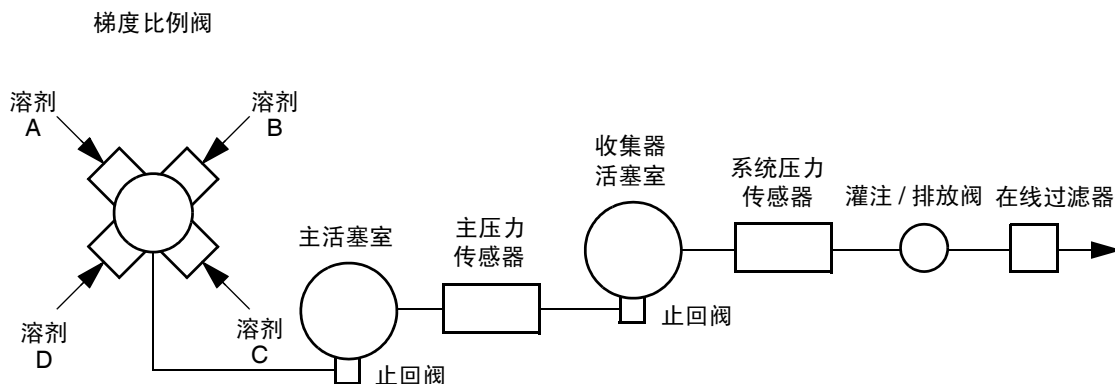 梯度比例阀
溶剂
A
溶剂
B
收集器
活塞室
系统压力
传感器
灌注 / 排放阀
在线过滤器
主活塞室
主压力
传感器
溶剂
D
溶剂
C
止回阀
止回阀